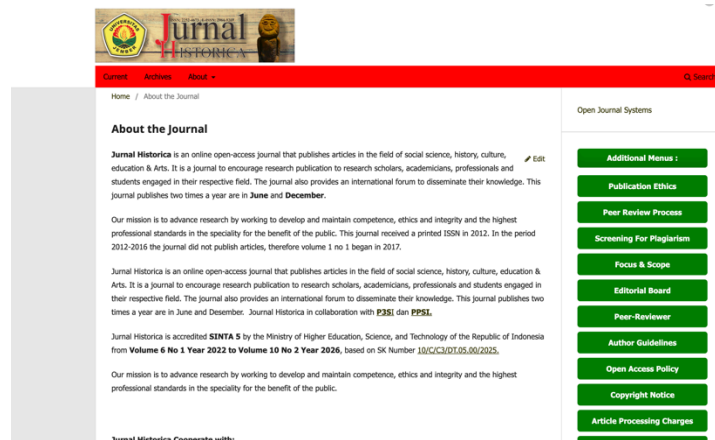 UNIVERSITAS
JEMBER
Jurnal
HISTORICA
Current Archives About
Search
Home / About the Journal
About the Journal
Edit
Jurnal Historica is an online open-access journal that publishes articles in the field of social science, history, culture,
education & Arts. It is a journal to encourage research publication to research scholars, academicians, professionals and
students engaged in their respective field. The journal also provides an international forum to disseminate their knowledge. This
journal publishes two times a year are in June and December.
Our mission is to advance research by working to develop and maintain competence, ethics and integrity and the highest
professional standards in the speciality for the benefit of the public. This journal received a printed ISSN in 2012. In the period
2012-2016 the journal did not publish articles, therefore volume 1 no 1 began in 2017.
Jurnal Historica is an online open-access journal that publishes articles in the field of social science, history, culture, education &
Arts. It is a journal to encourage research publication to research scholars, academicians, professionals and students engaged in
their respective field. The journal also provides an international forum to disseminate their knowledge. This journal publishes two
times a year are in June and Desember. Journal Historica in collaboration with P3SI dan PPSI.
Jurnal Historica is accredited SINTA 5 by the Ministry of Higher Education, Science, and Technology of the Republic of Indonesia
from Volume 6 No 1 Year 2022 to Volume 10 No 2 Year 2026, based on SK Number 10/C/C3/DT.05.00/2025.
Our mission is to advance research by working to develop and maintain competence, ethics and integrity and the highest
professional standards in the speciality for the benefit of the public.
Jurnal Historica Cooperate with:
Open Journal Systems
Additional Menus :
Publication Ethics
Peer Review Process
Screening For Plagiarism
Focus & Scope
Editorial Board
Peer-Reviewer
Author Guidelines
Open Access Policy
Copyright Notice
Article Processing Charges